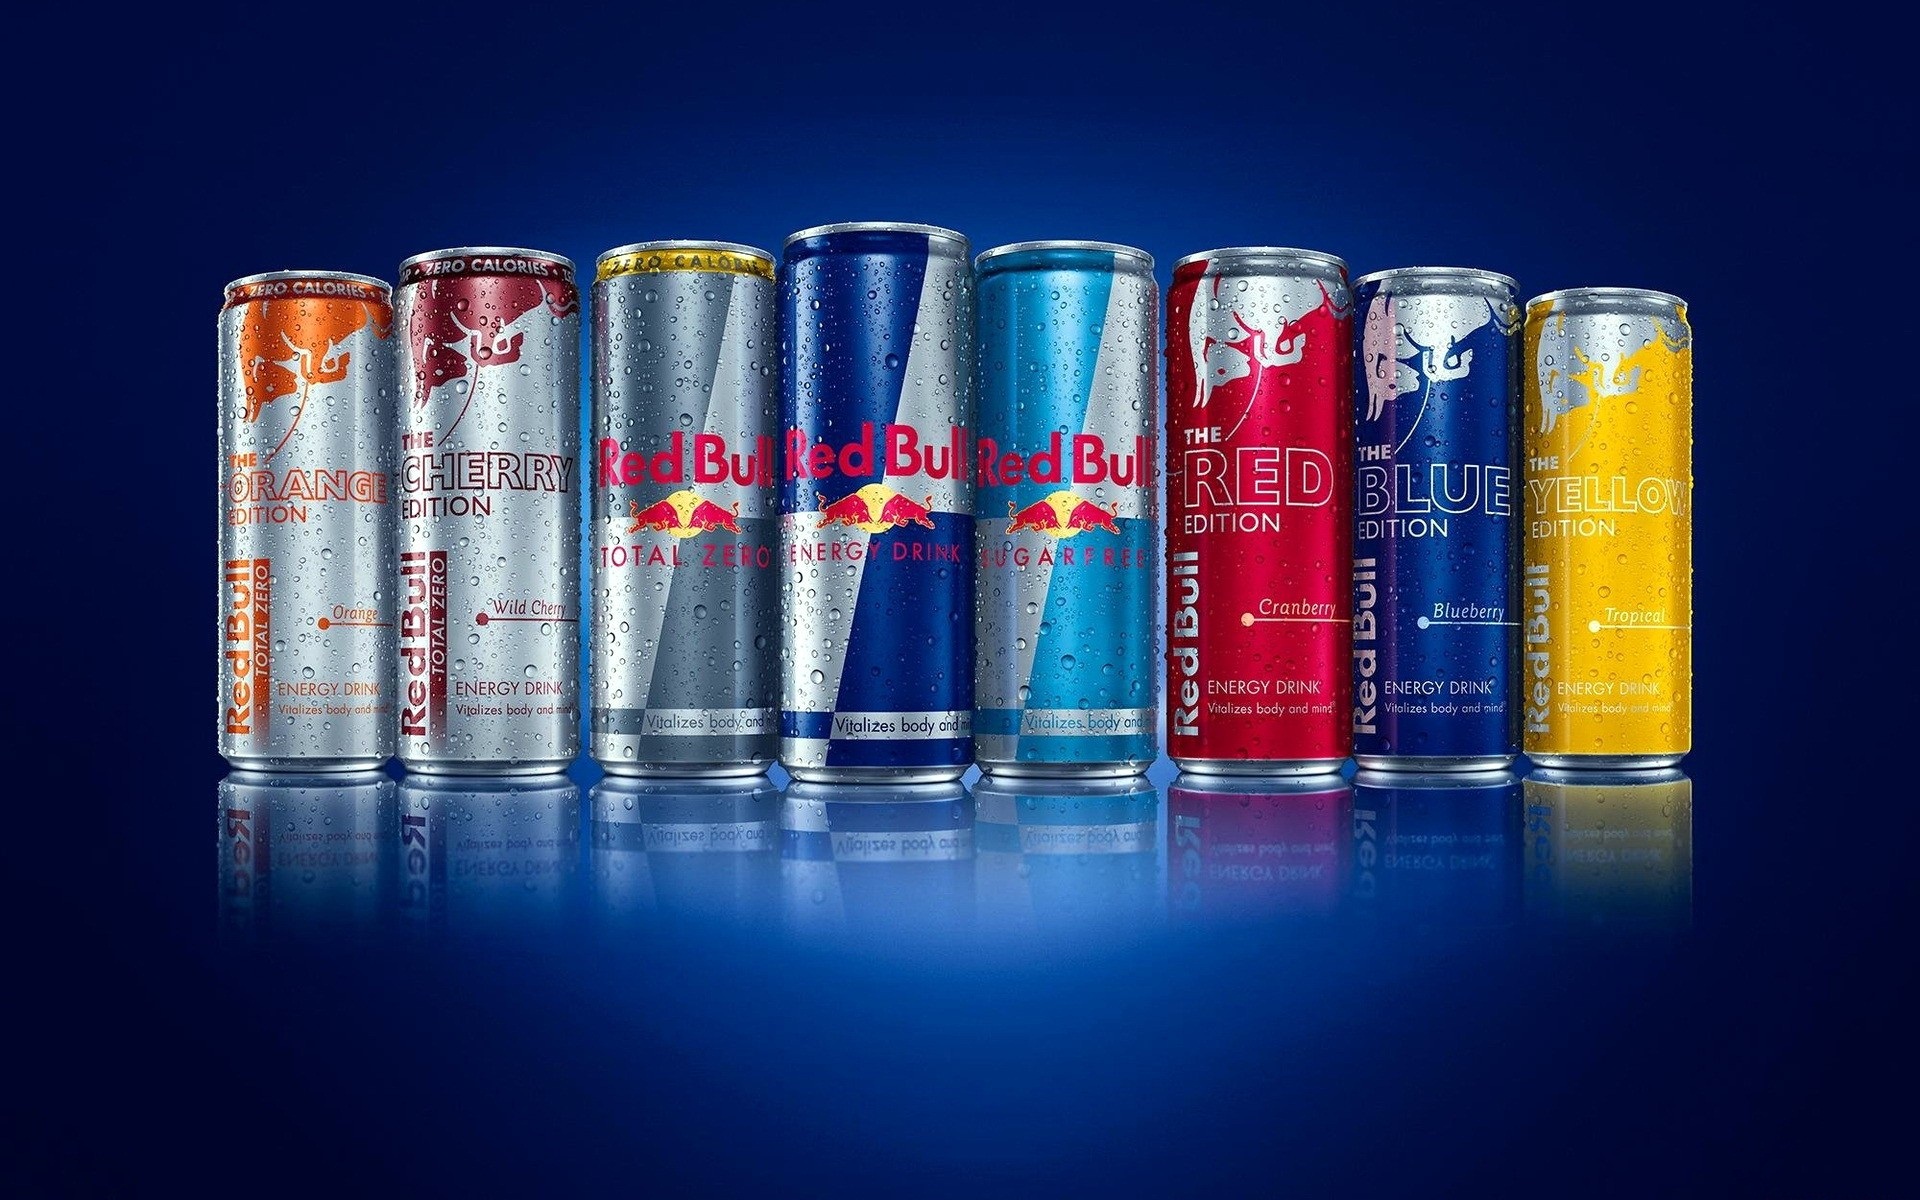 ZERO CALORIES
THE
ORANGE
EDITION
Red Bull
TOTAL ZERO
Orange
ENERGY DRINK
Vitalizes body and mind
ZERO CALORIES
THE
CHERRY
EDITION
Red Bull
TOTAL ZERO
Wild Cherry
ENERGY DRINK
Vitalizes body and mind
ZERO CALORIE
Red Bull
TOTAL ZERO
Vitalizes body and m
Red Bull
ENERGY DRINK
Vitalizes body and mi
Red Bull
SUGARFREE
Vitalizes body and
THE
RED
EDITION
Red Bull
Cranberry
ENERGY DRINK
Vitalizes body and mind
THE
BLUE
EDITION
Red Bull
Blueberry
ENERGY DRINK
Vitalizes body and mind
THE
YELLOW
EDITION
Red Bull
Tropical
ENERGY DRINK
Vitalizes body and mind